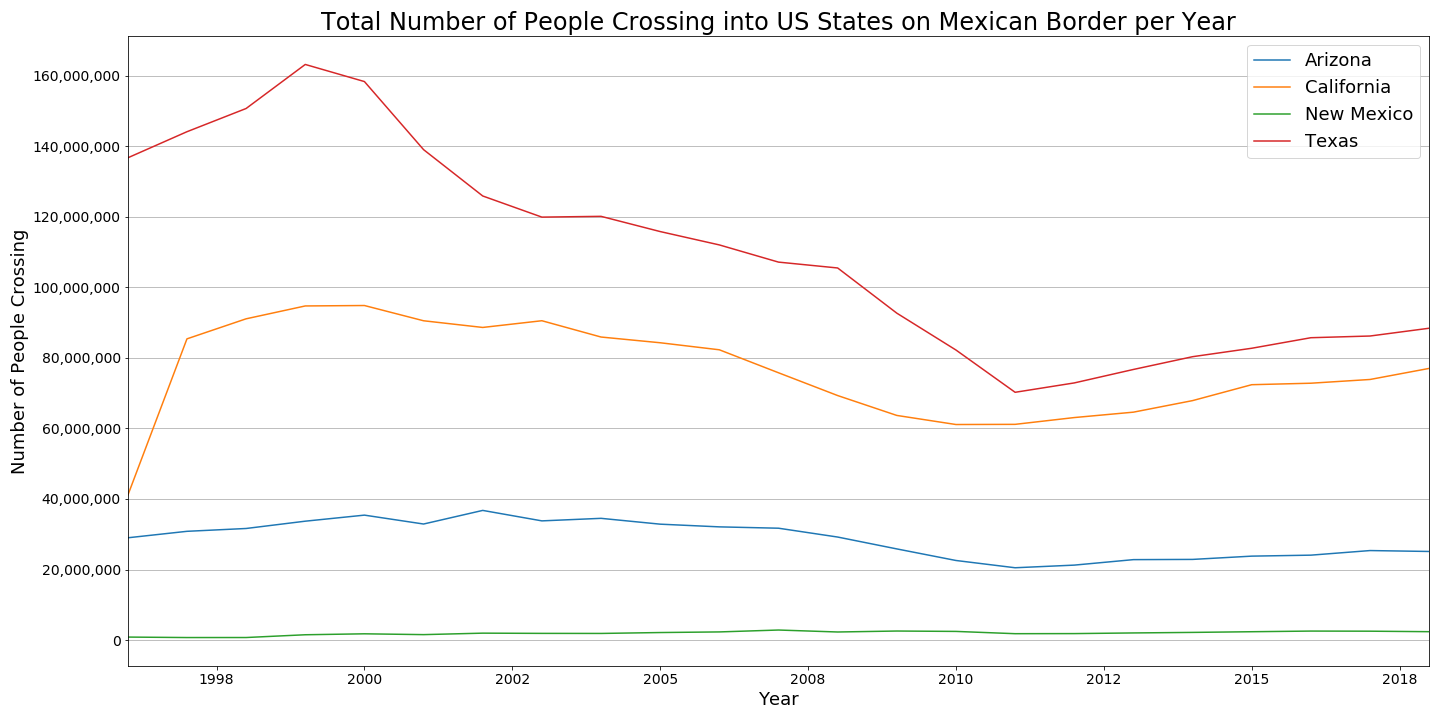 Total Number of People Crossing into US States on Mexican Border per Year
Arizona
California
New Mexico
Texas
160,000,000
140,000,000
120,000,000
100,000,000
80,000,000
60,000,000
40,000,000
20,000,000
0
Number of People Crossing
1998 2000 2002 2005 2008 2010 2012 2015 2018
Year